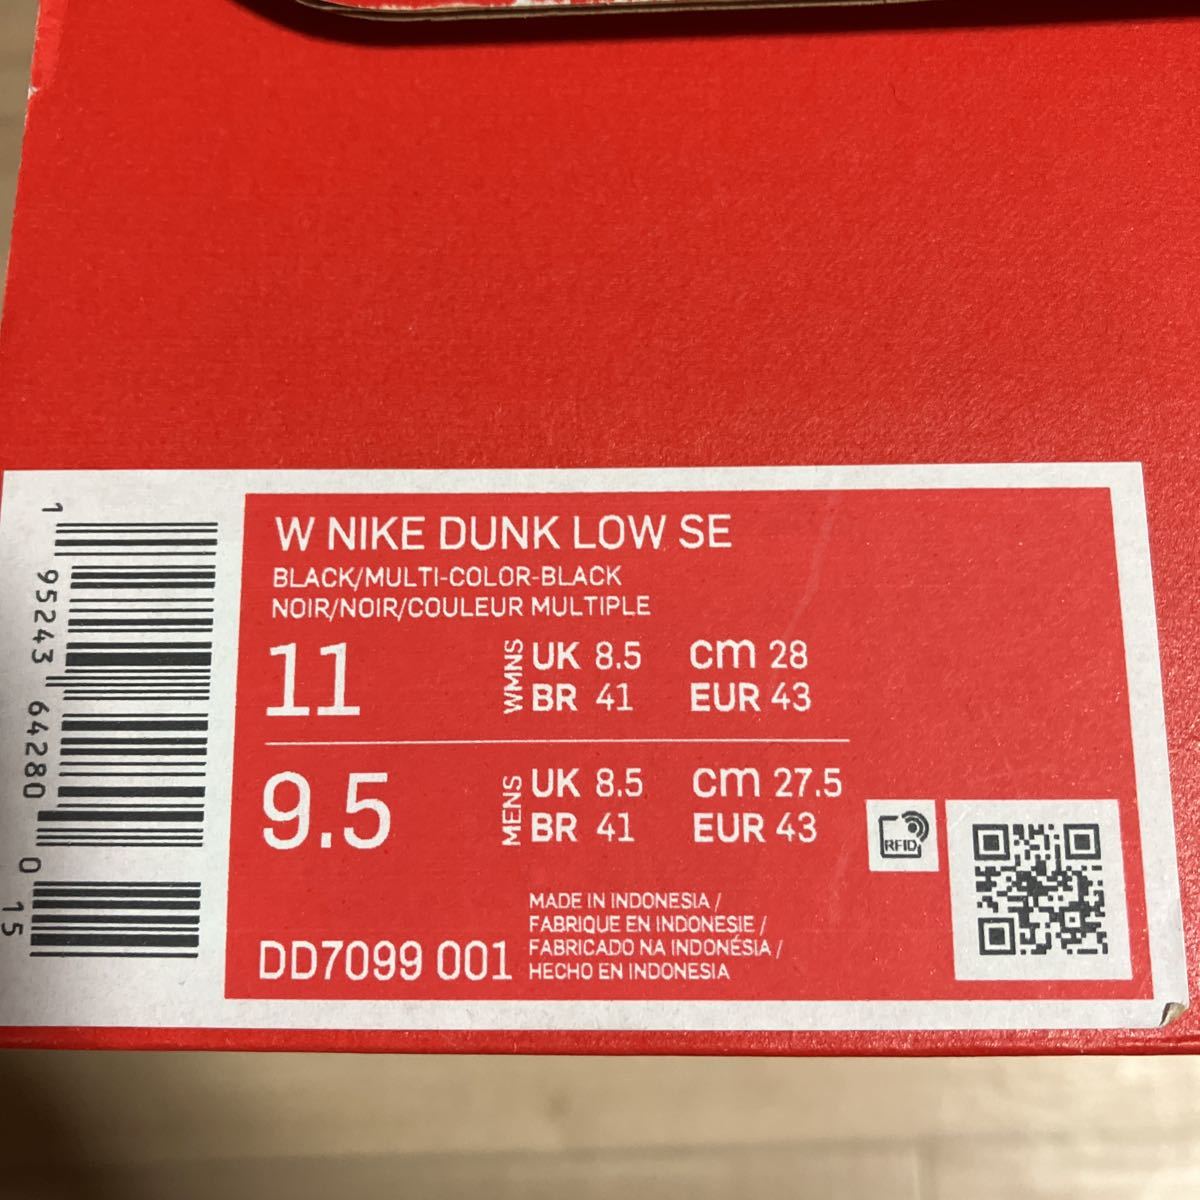 W NIKE DUNK LOW SE
BLACK/MULTI-COLOR-BLACK
NOIR/NOIR/COULEUR MULTIPLE
11
WMNS
UK 8.5 cm 28
BR 41 EUR 43
9.5
MENS
UK 8.5 cm 27.5
BR 41 EUR 43
RFID
DD7099 001
MADE IN INDONESIA /
FABRIQUE EN INDONESIE /
FABRICADO NA INDONÉSIA /
HECHO EN INDONESIA
1 95243 64280 0 15